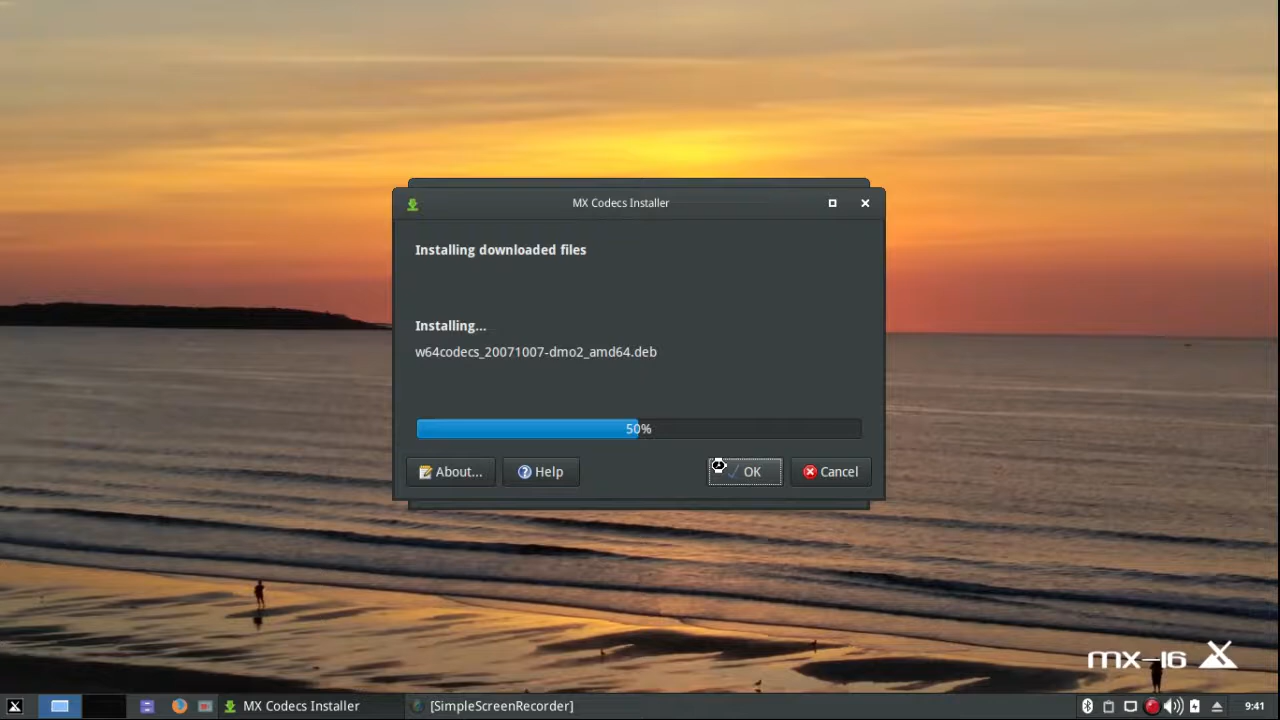 MX Codecs Installer
Installing downloaded files
Installing...
w64codecs_20071007-dmo2_amd64.deb
50%
About... Help OK Cancel
mx-16
MX Codecs Installer [SimpleScreenRecorder] 9:41